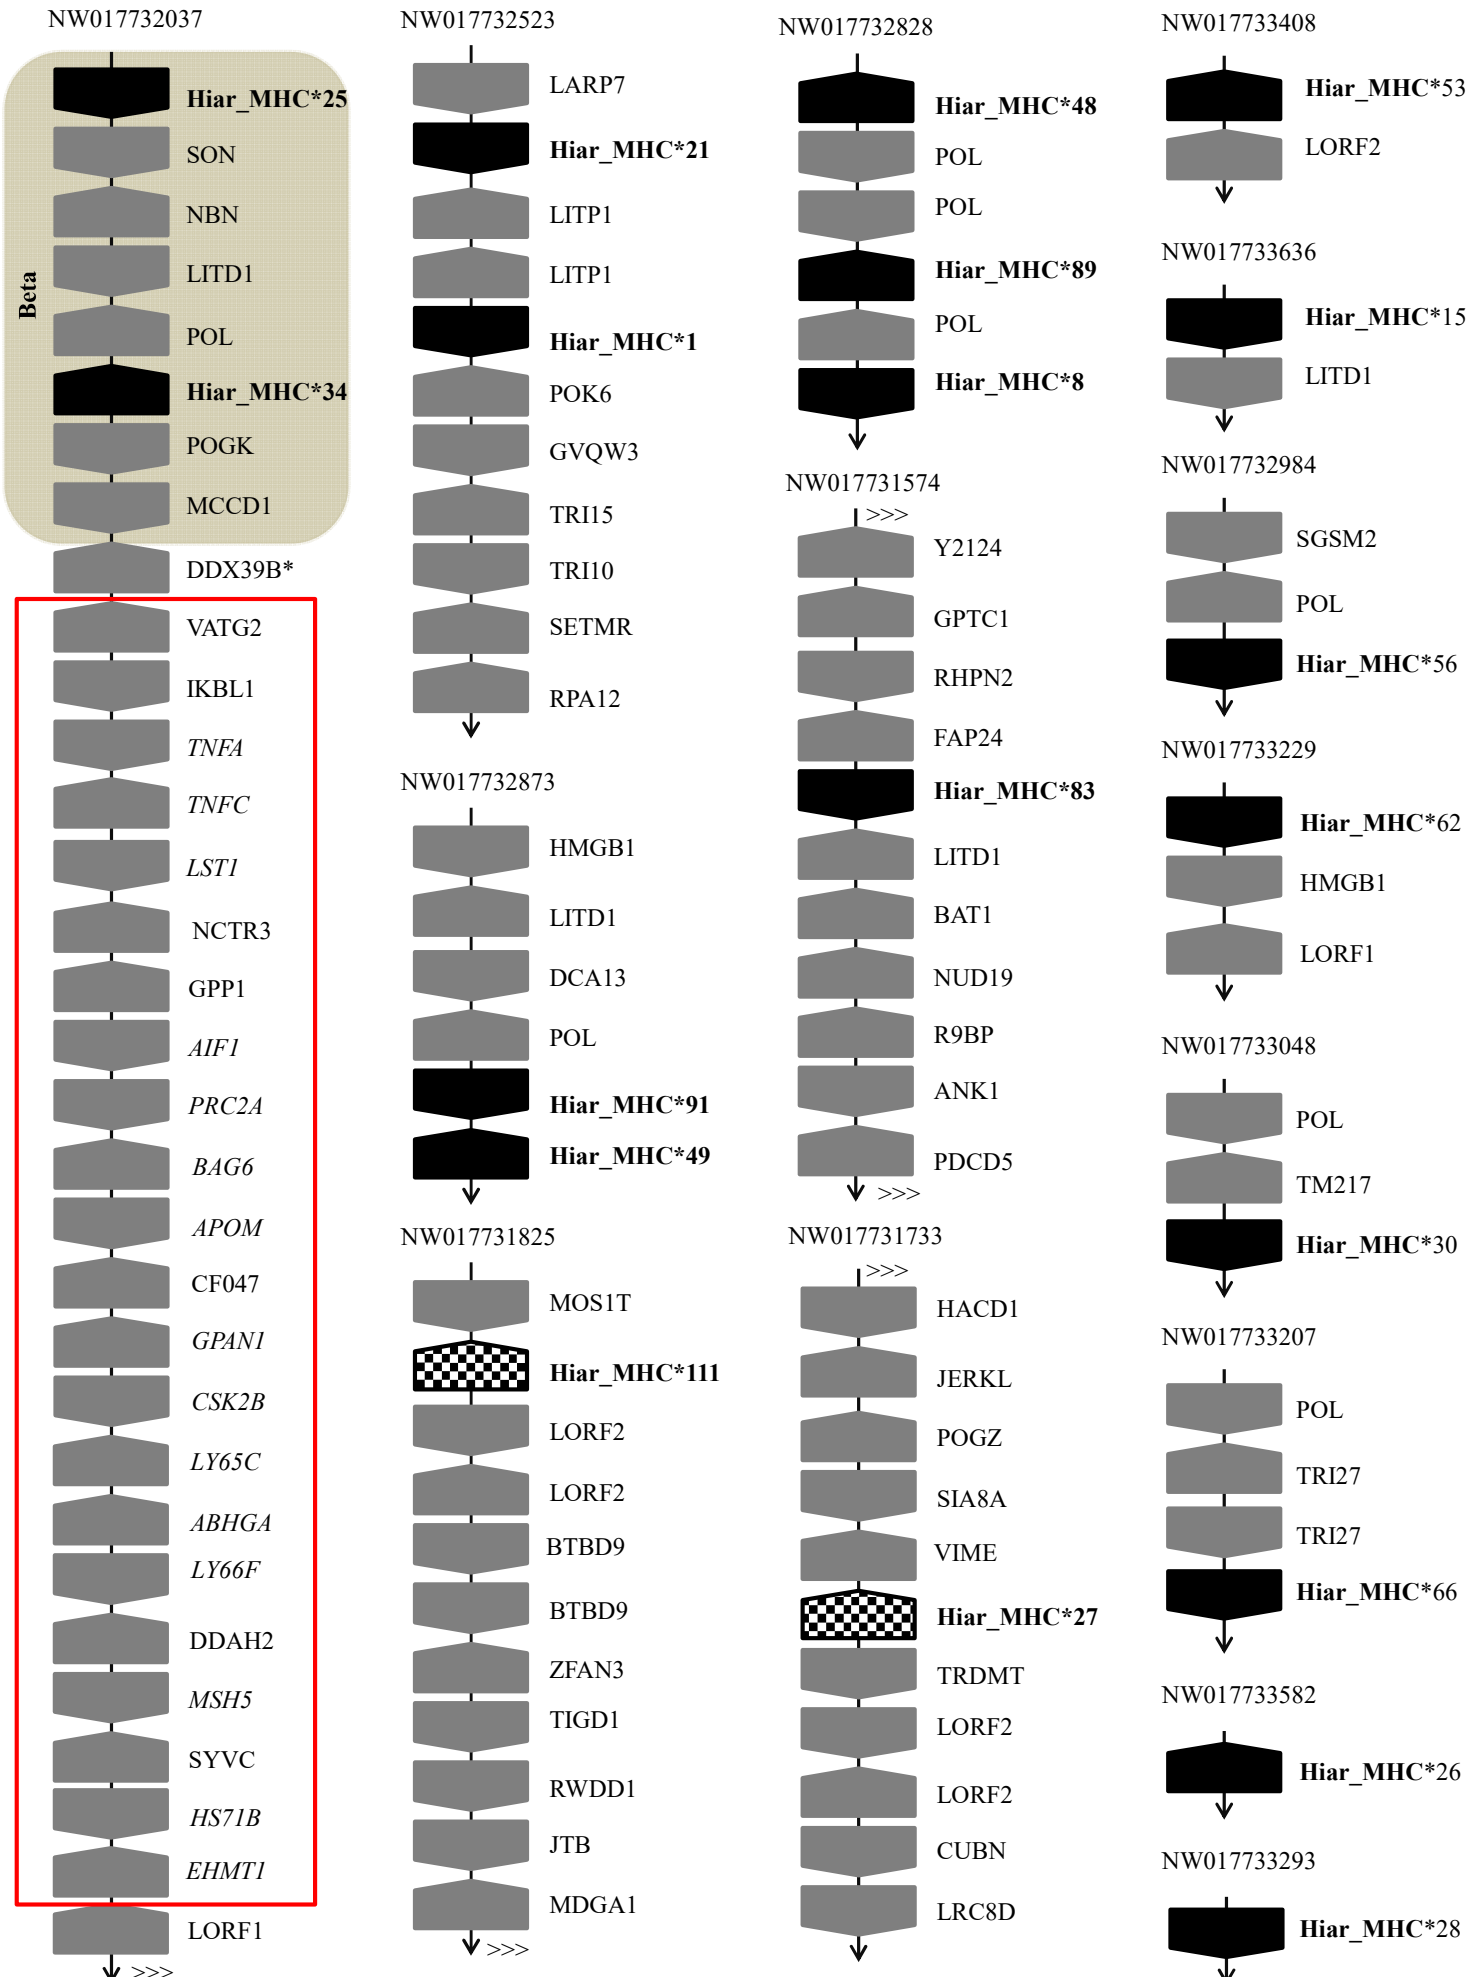 NW017732037
Beta
Hiar_MHC*25
SON
NBN
LITD1
POL
Hiar_MHC*34
POGK
MCCD1
DDX39B*
VATG2
IKBL1
TNFA
TNFC
LST1
NCTR3
GPP1
AIF1
PRC2A
BAG6
APOM
CF047
GPAN1
CSK2B
LY65C
ABHGA
LY66F
DDAH2
MSH5
SYVC
HS71B
EHMT1
LORF1
>>>
NW017732523
LARP7
Hiar_MHC*21
LITP1
LITP1
Hiar_MHC*1
POK6
GVQW3
TRI15
TRI10
SETMR
RPA12
NW017732873
HMGB1
LITD1
DCA13
POL
Hiar_MHC*91
Hiar_MHC*49
NW017731825
MOS1T
Hiar_MHC*111
LORF2
LORF2
BTBD9
BTBD9
ZFAN3
TIGD1
RWDD1
JTB
MDGA1
>>>
NW017732828
Hiar_MHC*48
POL
POL
Hiar_MHC*89
POL
Hiar_MHC*8
NW017731574
>>>
Y2124
GPTC1
RHPN2
FAP24
Hiar_MHC*83
LITD1
BAT1
NUD19
R9BP
ANK1
PDCD5
>>>
NW017731733
>>>
HACD1
JERKL
POGZ
SIA8A
VIME
Hiar_MHC*27
TRDMT
LORF2
LORF2
CUBN
LRC8D
NW017733408
Hiar_MHC*53
LORF2
NW017733636
Hiar_MHC*15
LITD1
NW017732984
SGSM2
POL
Hiar_MHC*56
NW017733229
Hiar_MHC*62
HMGB1
LORF1
NW017733048
POL
TM217
Hiar_MHC*30
NW017733207
POL
TRI27
TRI27
Hiar_MHC*66
NW017733582
Hiar_MHC*26
NW017733293
Hiar_MHC*28